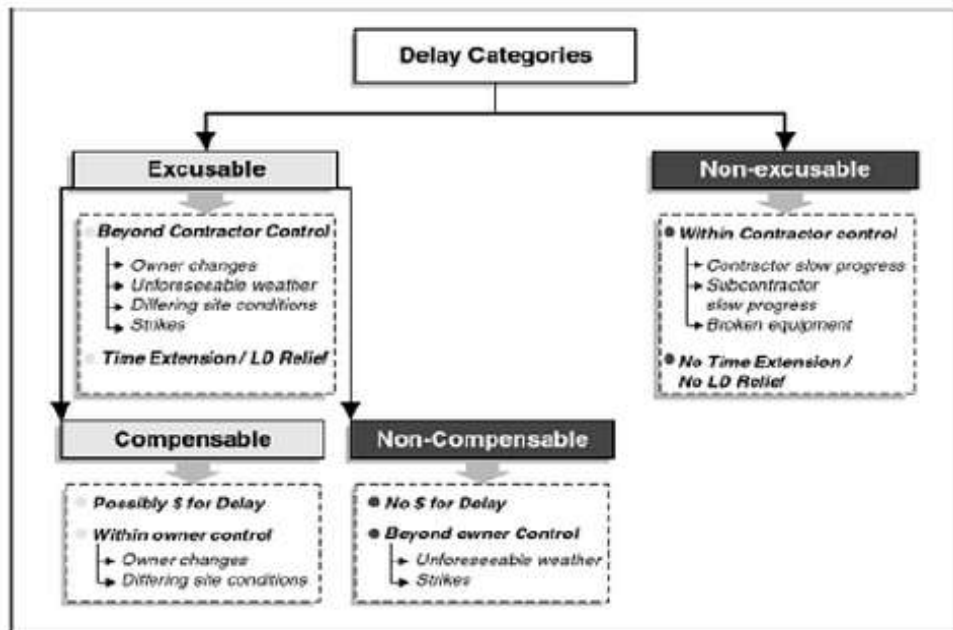 Delay Categories
Excusable
Beyond Contractor Control
Owner changes
Unforeseeable weather
Differing site conditions
Strikes
Time Extension / LD Relief
Non-excusable
Within Contractor control
Contractor slow progress
Subcontractor
slow progress
Broken equipment
No Time Extension /
No LD Relief
Compensable
Possibly $ for Delay
Within owner control
Owner changes
Differing site conditions
Non-Compensable
No $ for Delay
Beyond owner Control
Unforeseeable weather
Strikes